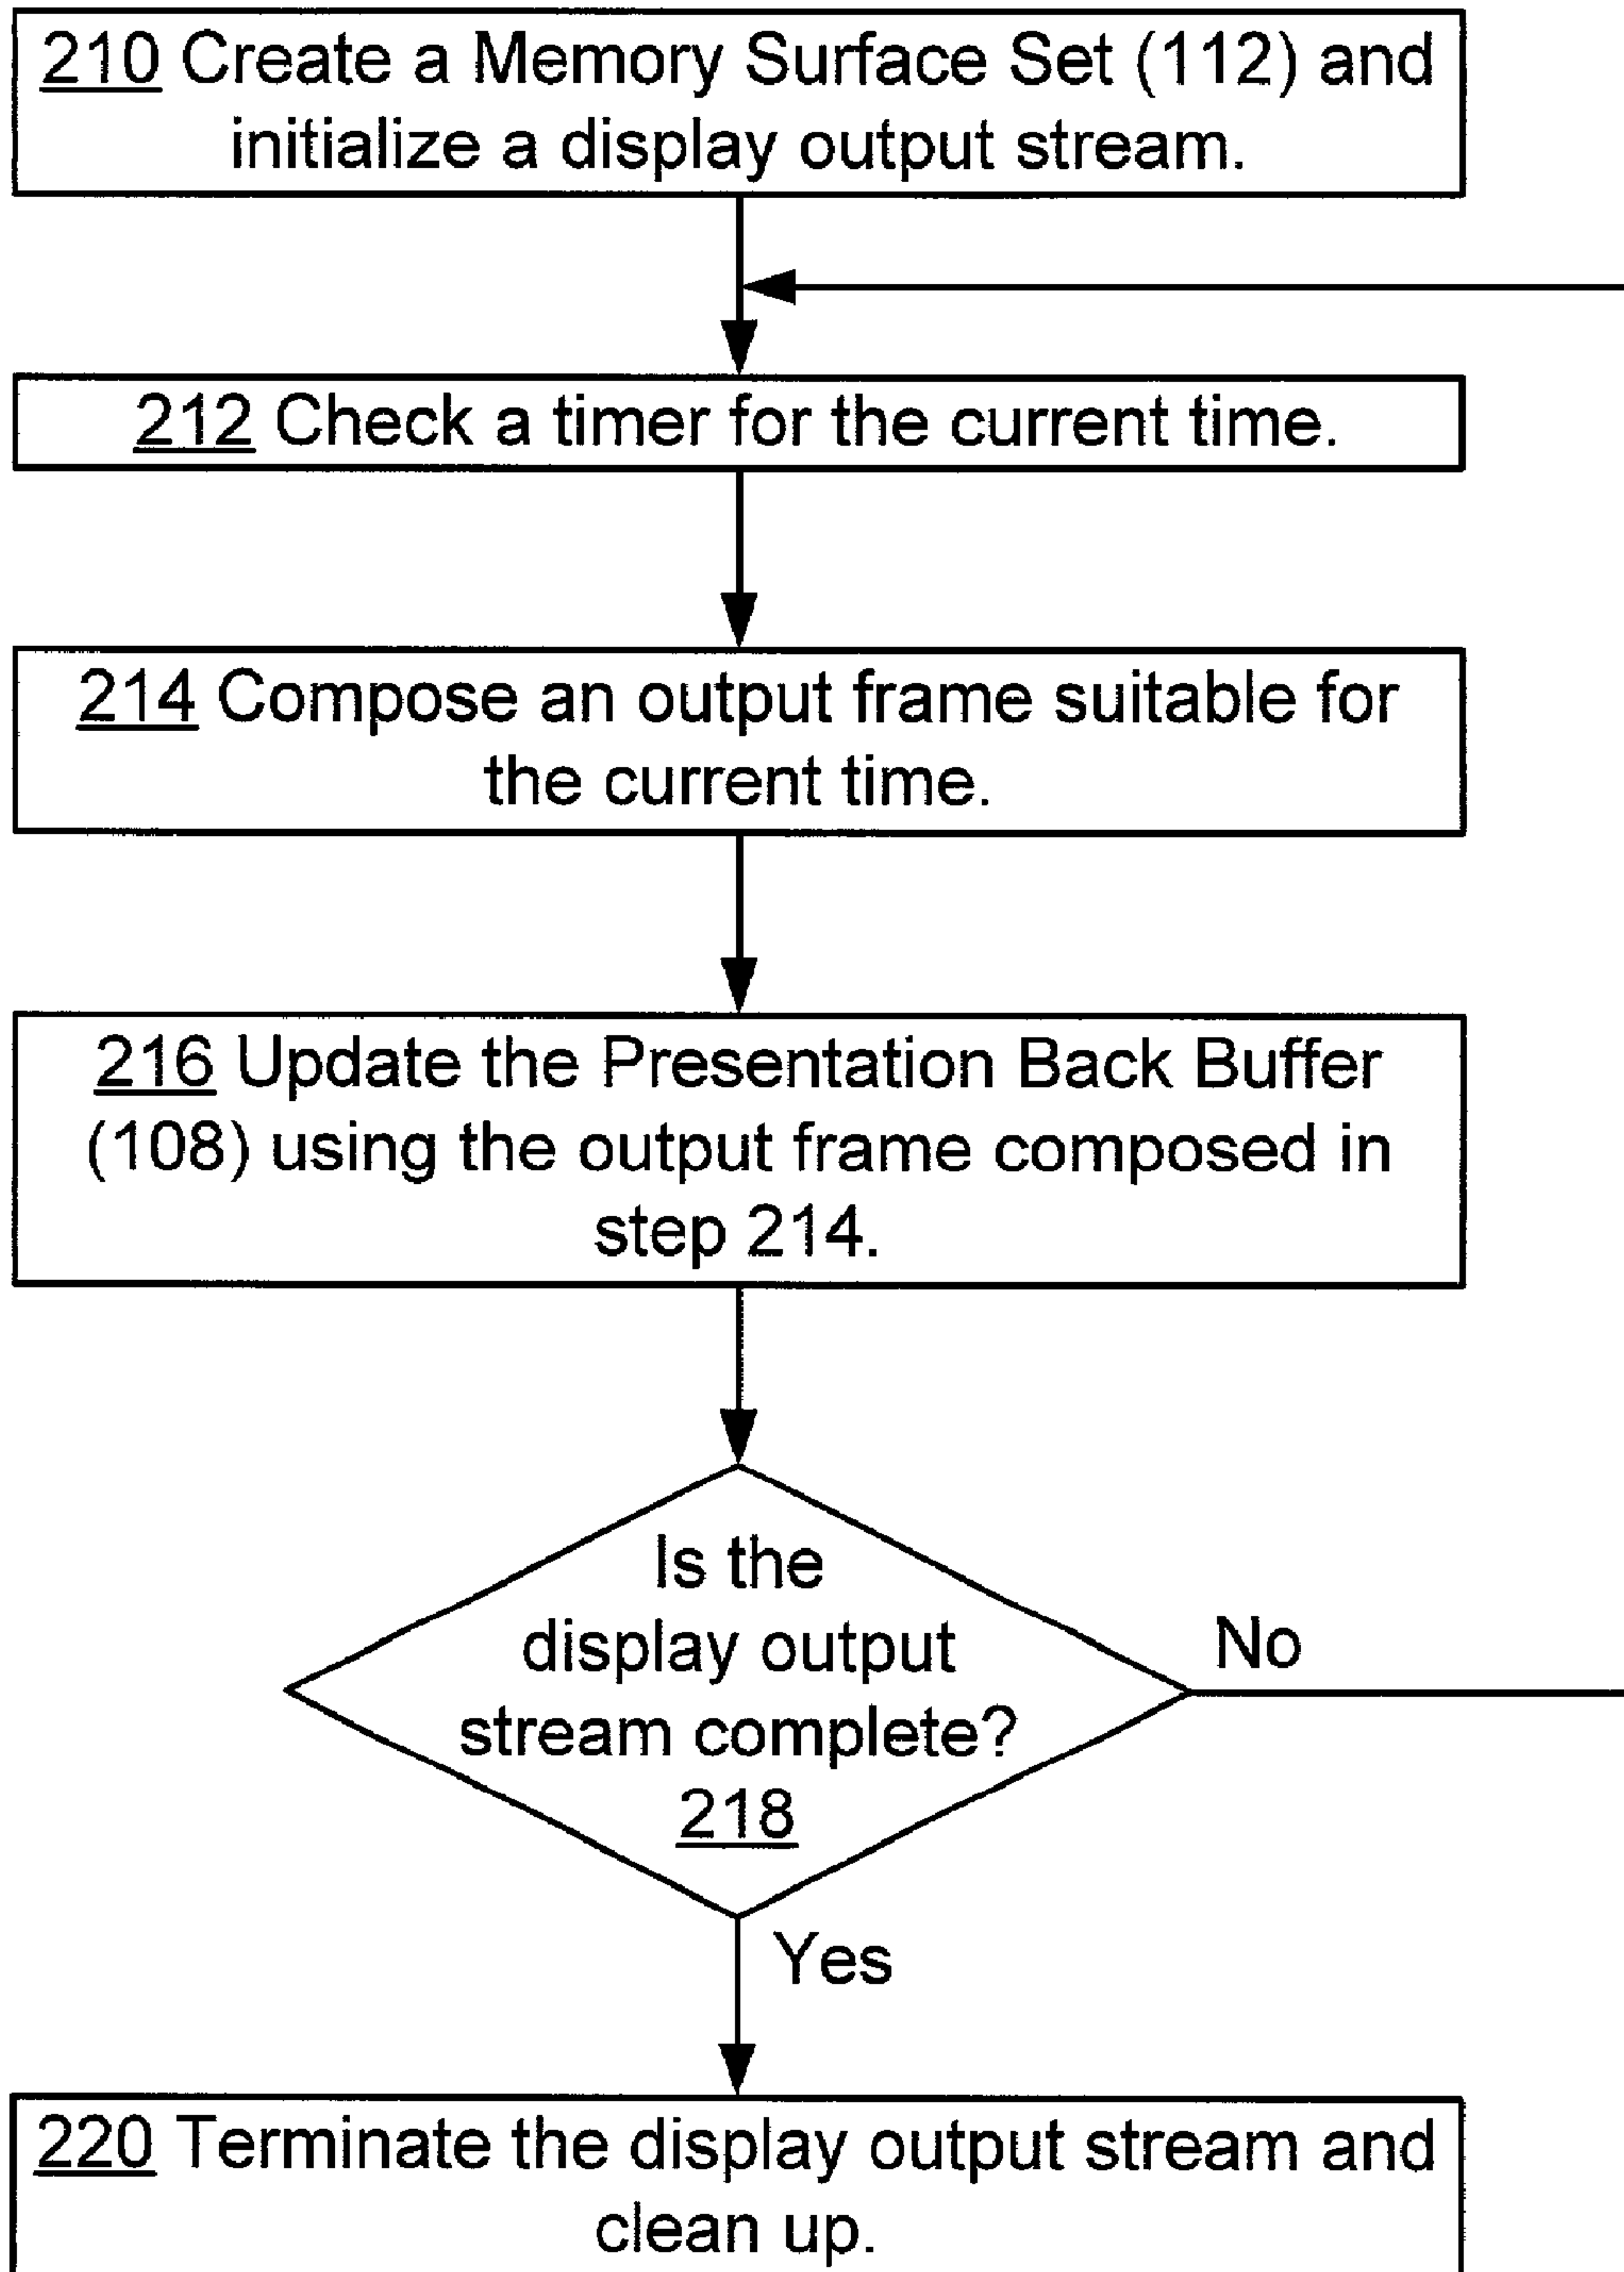 210 Create a Memory Surface Set (112) and
initialize a display output stream.
212 Check a timer for the current time.
214 Compose an output frame suitable for
the current time.
216 Update the Presentation Back Buffer
(108) using the output frame composed in
step 214.
Is the
display output
stream complete?
218
No
Yes
220 Terminate the display output stream and
clean up.